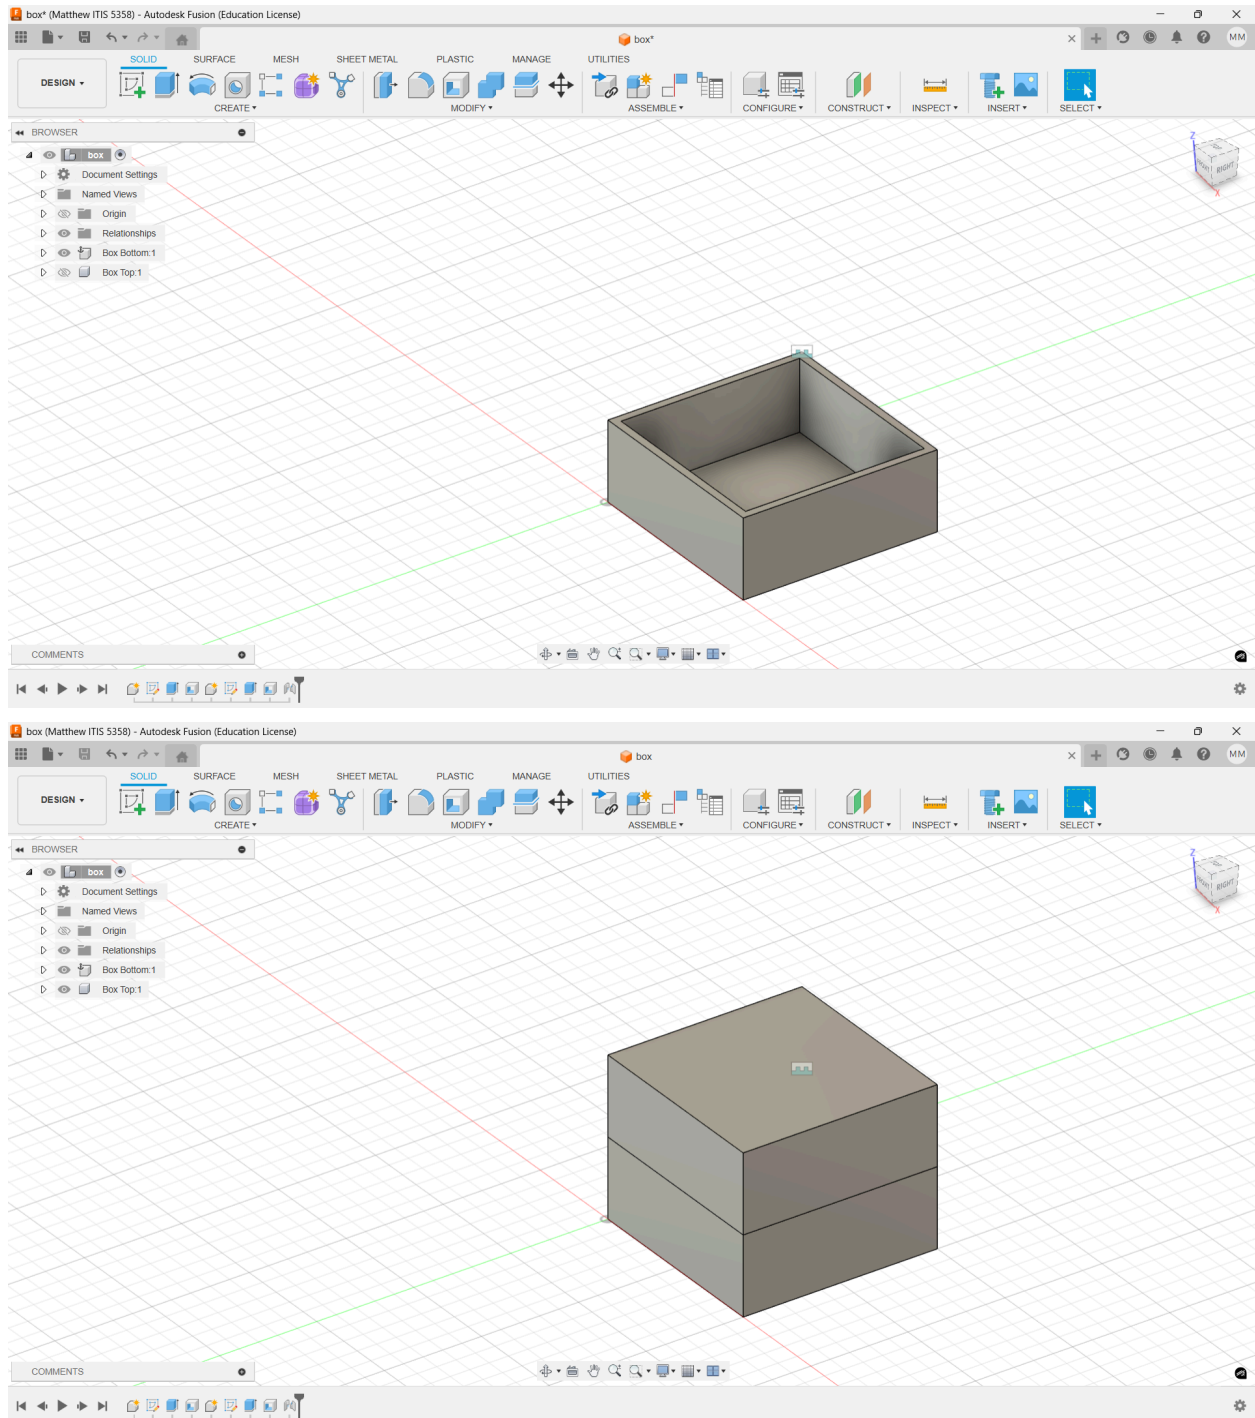 box* (Matthew ITIS 5358) - Autodesk Fusion (Education License)
box*
MM
SOLID SURFACE MESH SHEET METAL PLASTIC MANAGE UTILITIES
DESIGN
CREATE MODIFY ASSEMBLE CONFIGURE CONSTRUCT INSPECT INSERT SELECT
BROWSER
box
Document Settings
Named Views
Origin
Relationships
Box Bottom:1
Box Top:1
Z
RIGHT
X
COMMENTS
box (Matthew ITIS 5358) - Autodesk Fusion (Education License)
box
MM
SOLID SURFACE MESH SHEET METAL PLASTIC MANAGE UTILITIES
DESIGN
CREATE MODIFY ASSEMBLE CONFIGURE CONSTRUCT INSPECT INSERT SELECT
BROWSER
box
Document Settings
Named Views
Origin
Relationships
Box Bottom:1
Box Top:1
Z
RIGHT
X
COMMENTS